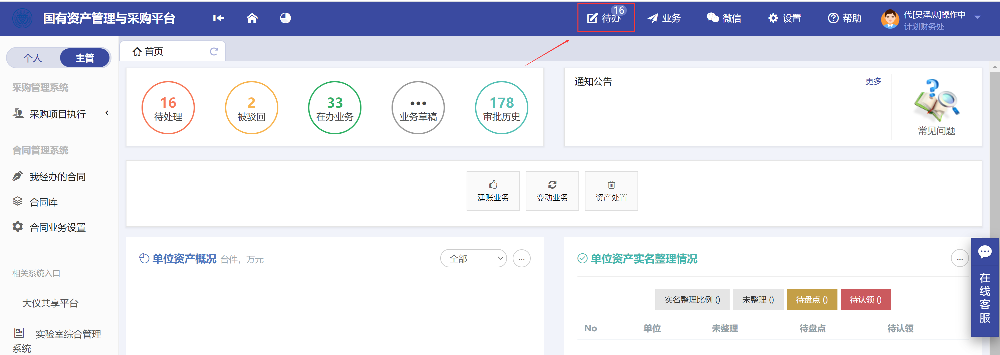 国有资产管理与采购平台
待办
16
业务
微信
设置
帮助
代[吴泽忠]操作中
计划财务处
个人
主管
首页
采购管理系统
采购项目执行
合同管理系统
我经办的合同
合同库
合同业务设置
相关系统入口
大仪共享平台
实验室综合管理
系统
16
待处理
2
被驳回
33
在办业务
•••
业务草稿
178
审批历史
通知公告
更多
常见问题
建账业务
变动业务
资产处置
单位资产概况 台件，万元
全部
...
单位资产实名整理情况
...
实名整理比例 ()
未整理 ()
待盘点 ()
待认领 ()
No 单位 未整理 待盘点 待认领
在线客服